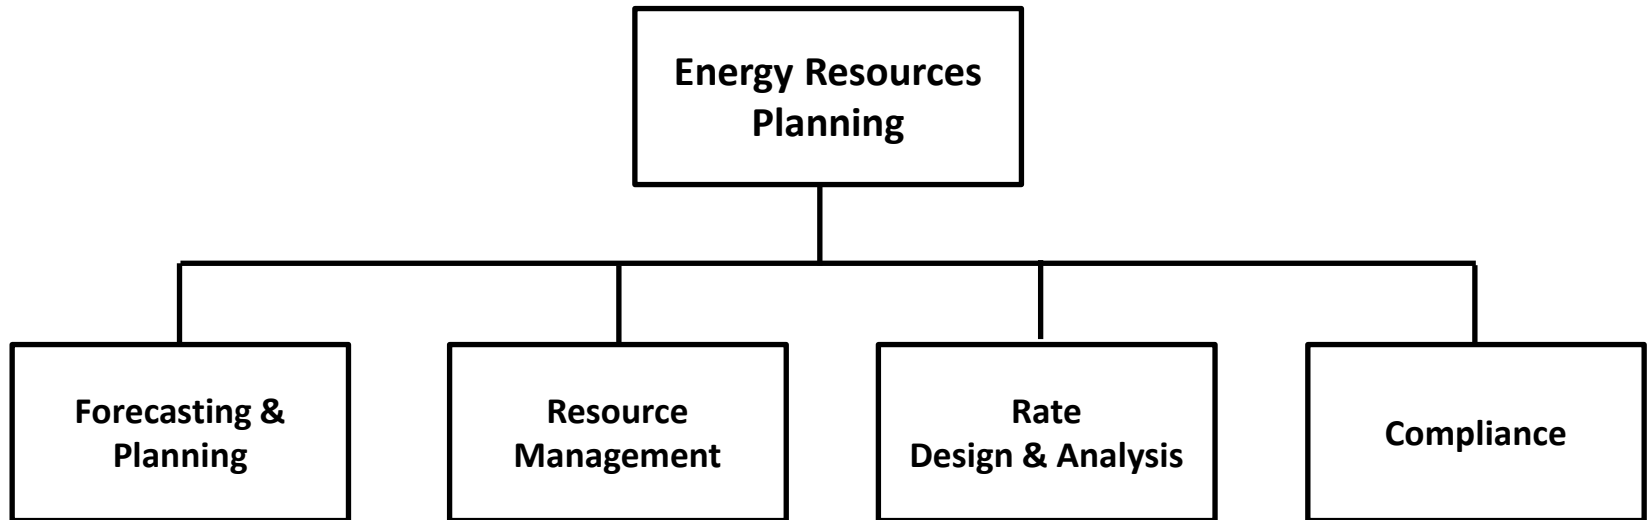 Energy Resources
Planning
Forecasting &
Planning
Resource
Management
Rate
Design & Analysis
Compliance